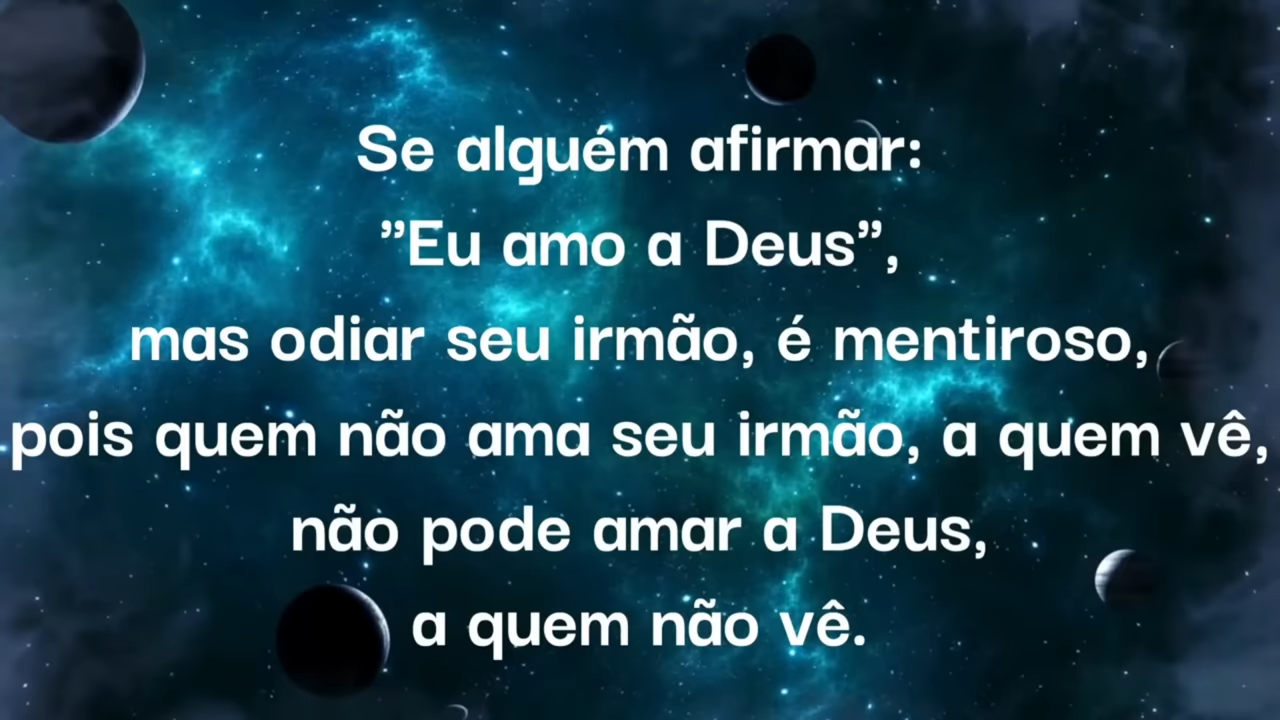 Se alguém afirmar:
”Eu amo a Deus”,
mas odiar seu irmão, é mentiroso,
pois quem não ama seu irmão, a quem vê,
não pode amar a Deus,
a quem não vê.